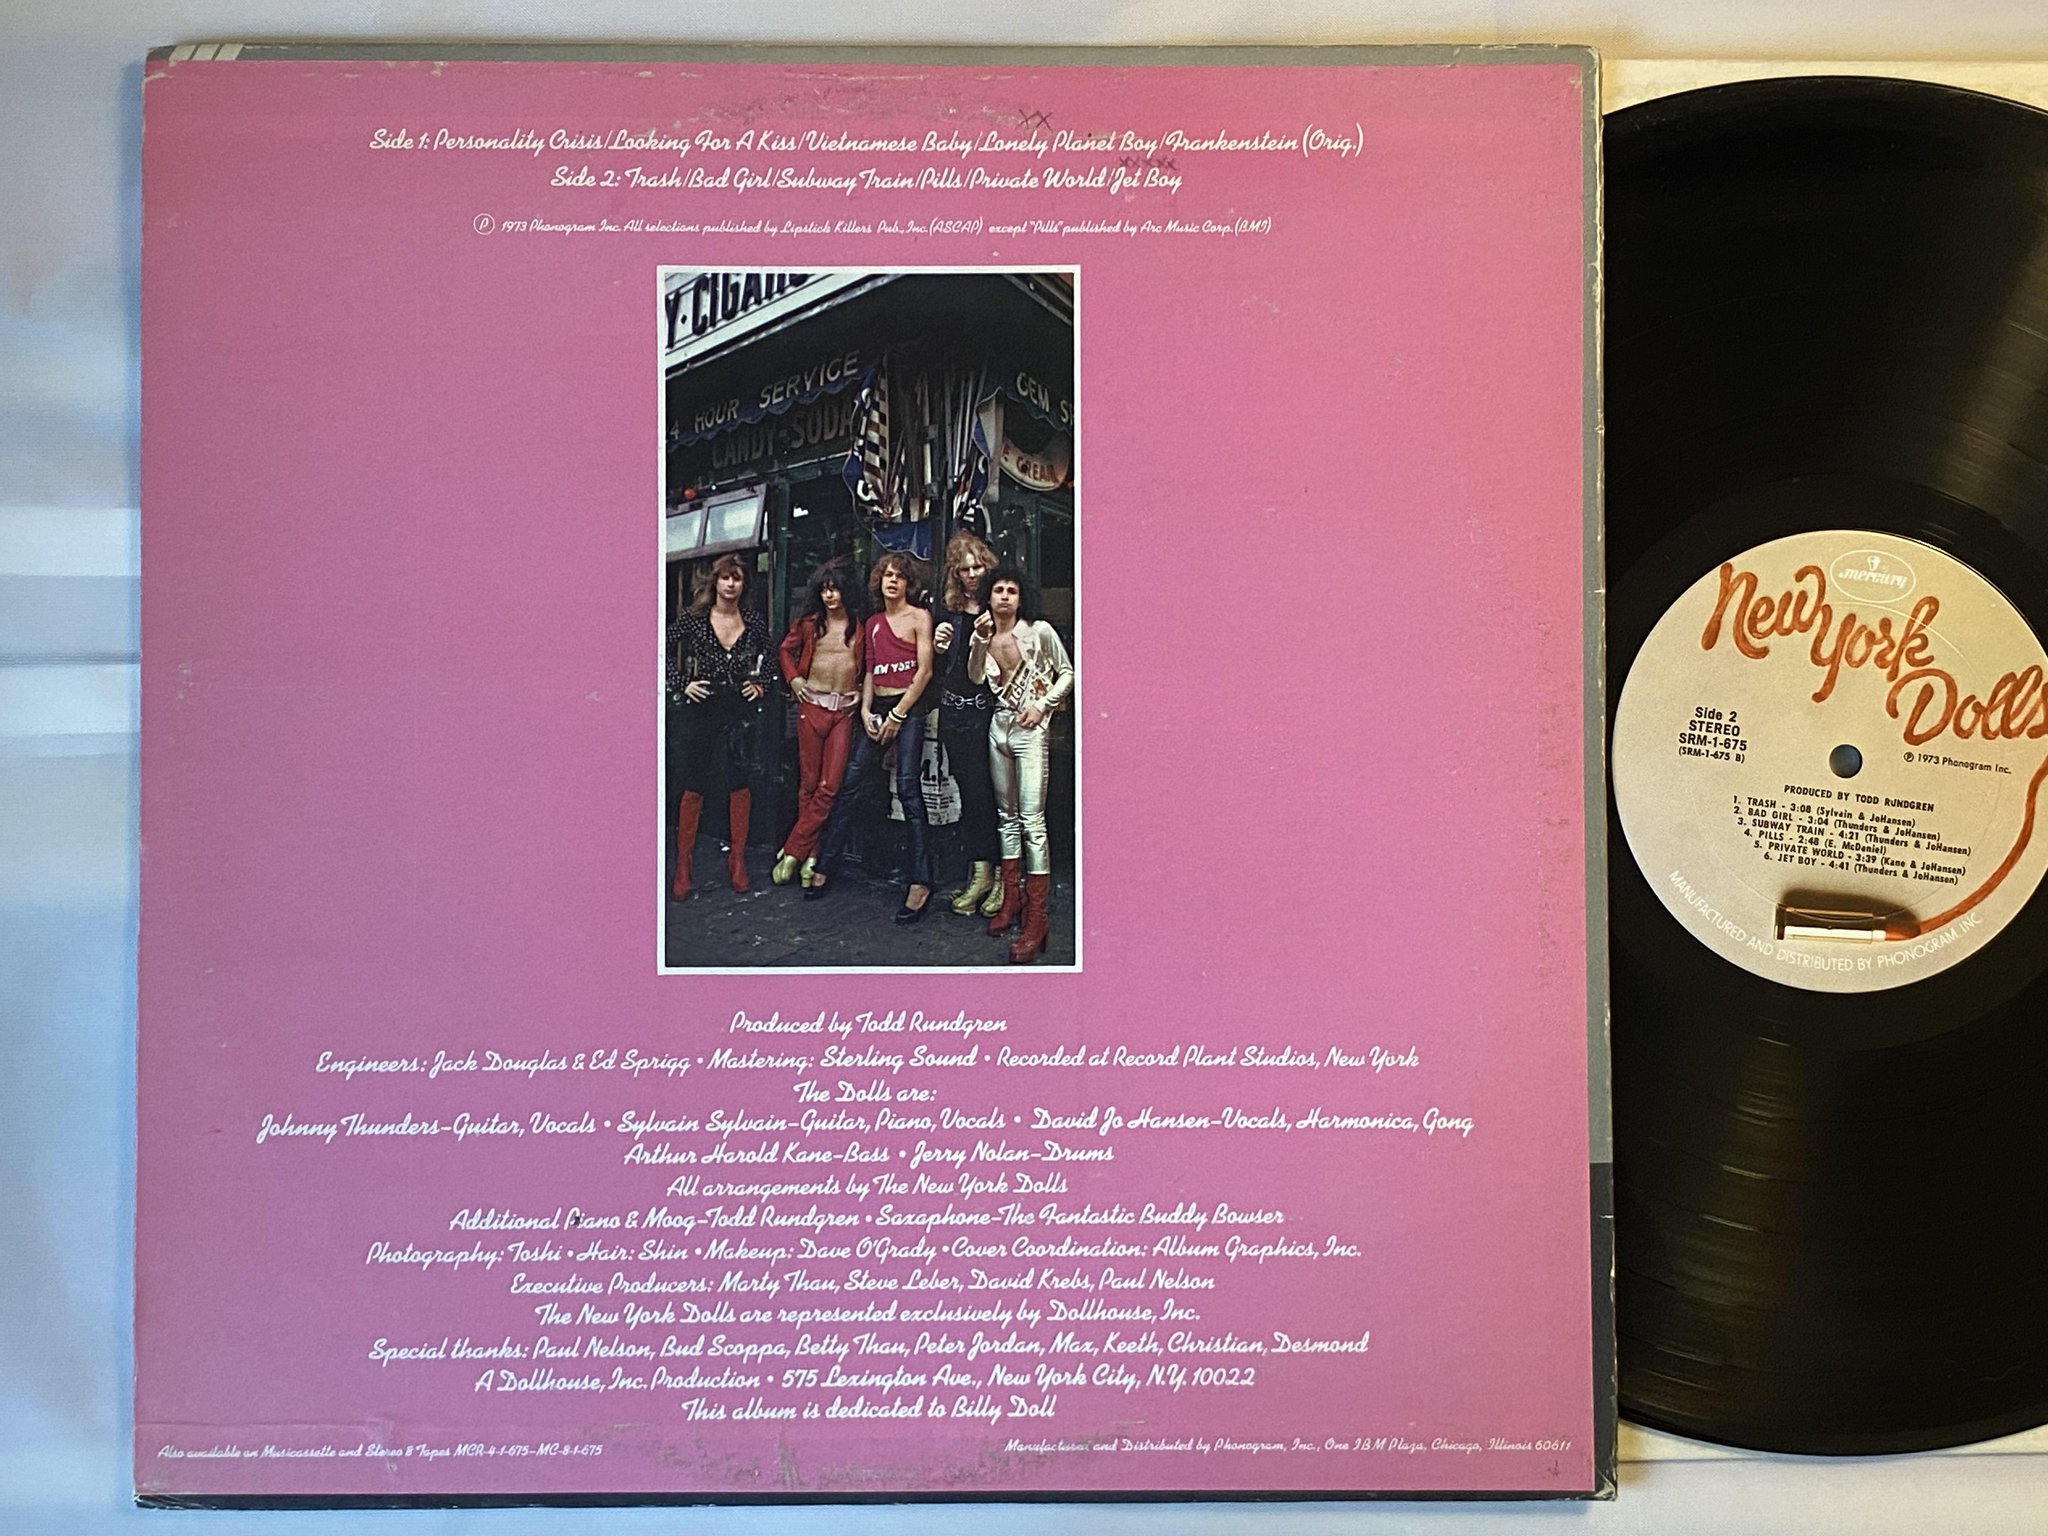 XX
Side 1: Personality Crisis/Looking For A Kiss/Vietnamese Baby/Lonely Planet Boy/Frankenstein (Orig.)
XXXXX
Side 2: Trash/Bad Girl/Subway Train/Pills/Private World/Jet Boy
Ⓟ 1973 Phonogram Inc. All selections published by Lipstick Killers Pub., Inc. (ASCAP) except "Pills" published by Arc Music Corp. (BMI)
Y·CIGARS
24 HOUR SERVICE
CANDY·SODA
GEM SP
E CREAM
NEW YORK
Produced by Todd Rundgren
Engineers: Jack Douglas & Ed Sprigg • Mastering: Sterling Sound • Recorded at Record Plant Studios, New York
The Dolls are:
Johnny Thunders-Guitar, Vocals • Sylvain Sylvain-Guitar, Piano, Vocals • David Jo Hansen-Vocals, Harmonica, Gong
Arthur Harold Kane-Bass • Jerry Nolan-Drums
All arrangements by The New York Dolls
Additional Piano & Moog-Todd Rundgren • Saxaphone-The Fantastic Buddy Bowser
Photography: Toshi • Hair: Shin • Makeup: Dave O'Grady • Cover Coordination: Album Graphics, Inc.
Executive Producers: Marty Thau, Steve Leber, David Krebs, Paul Nelson
The New York Dolls are represented exclusively by Dollhouse, Inc.
Special thanks: Paul Nelson, Bud Scoppa, Betty Thau, Peter Jordan, Max, Keeth, Christian, Desmond
A Dollhouse, Inc. Production • 575 Lexington Ave., New York City, N.Y. 10022
This album is dedicated to Billy Doll
Also available on Musicassette and Stereo 8 Tapes MCR-4-1-675-MC-8-1-675
Manufactured and Distributed by Phonogram, Inc., One IBM Plaza, Chicago, Illinois 60611
mercury
New York Dolls
Side 2
STEREO
SRM-1-675
(SRM-1-675 B)
Ⓟ 1973 Phonogram Inc.
PRODUCED BY TODD RUNDGREN
1. TRASH - 3:08 (Sylvain & JoHansen)
2. BAD GIRL - 3:04 (Thunders & JoHansen)
3. SUBWAY TRAIN - 4:21 (Thunders & JoHansen)
4. PILLS - 2:48 (E. McDaniel)
5. PRIVATE WORLD - 3:39 (Kane & JoHansen)
6. JET BOY - 4:41 (Thunders & JoHansen)
MANUFACTURED AND DISTRIBUTED BY PHONOGRAM INC